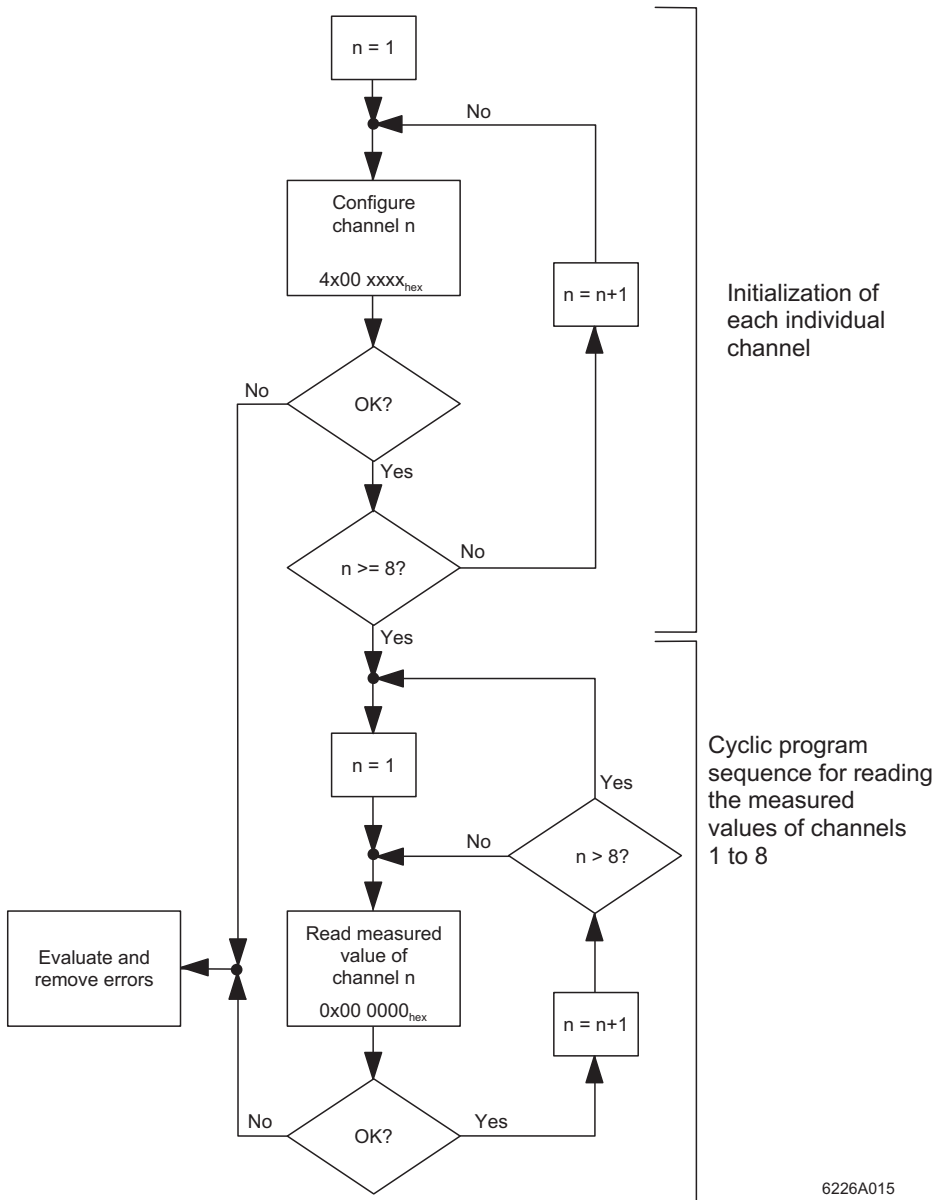 n = 1
No
Configure
channel n
4x00 xxxxhex
n = n+1
Initialization of
each individual
channel
No
OK?
Yes
n >= 8?
No
Yes
n = 1
Yes
Cyclic program
sequence for reading
the measured
values of channels
1 to 8
No
n > 8?
Evaluate and
remove errors
Read measured
value of
channel n
0x00 0000hex
n = n+1
No
OK?
Yes
6226A015